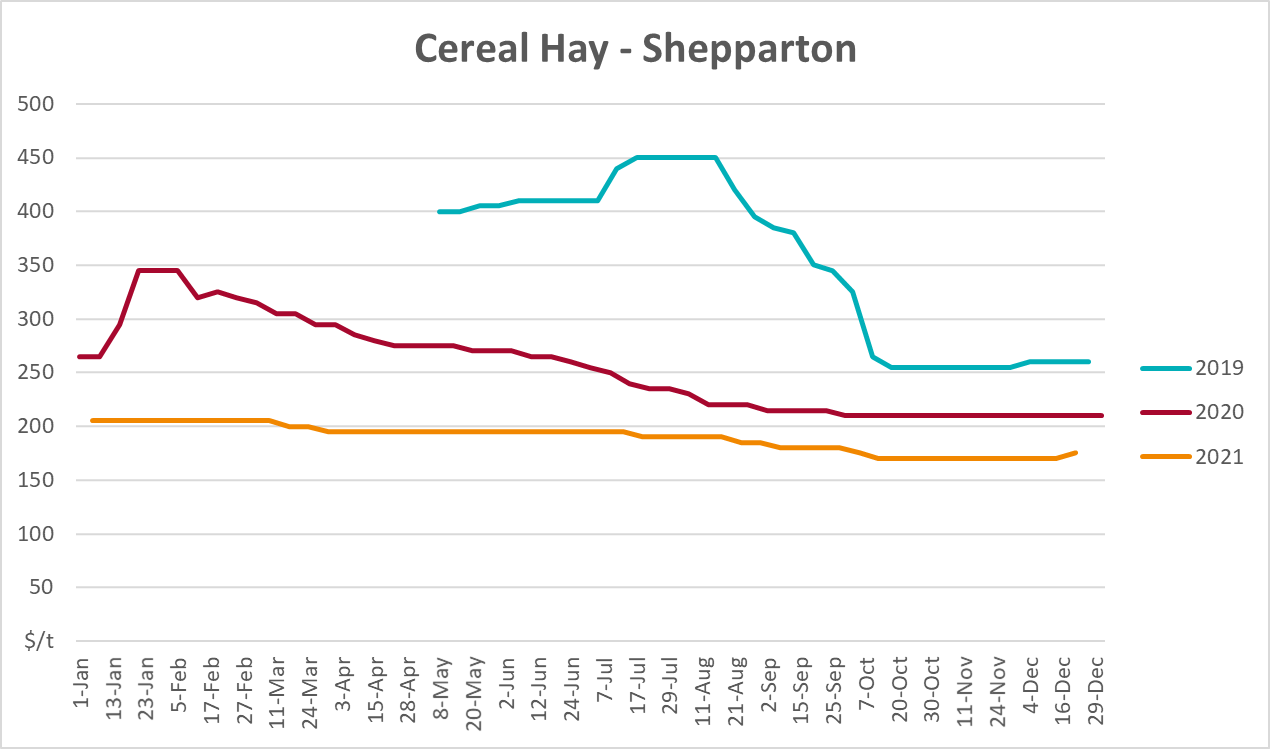 Cereal Hay - Shepparton
500
450
400
350
300
250
200
150
100
50
$/t
1-Jan
13-Jan
23-Jan
5-Feb
17-Feb
27-Feb
11-Mar
24-Mar
3-Apr
15-Apr
28-Apr
8-May
20-May
2-Jun
12-Jun
24-Jun
7-Jul
17-Jul
29-Jul
11-Aug
21-Aug
2-Sep
15-Sep
25-Sep
7-Oct
20-Oct
30-Oct
11-Nov
24-Nov
4-Dec
16-Dec
29-Dec
2019
2020
2021